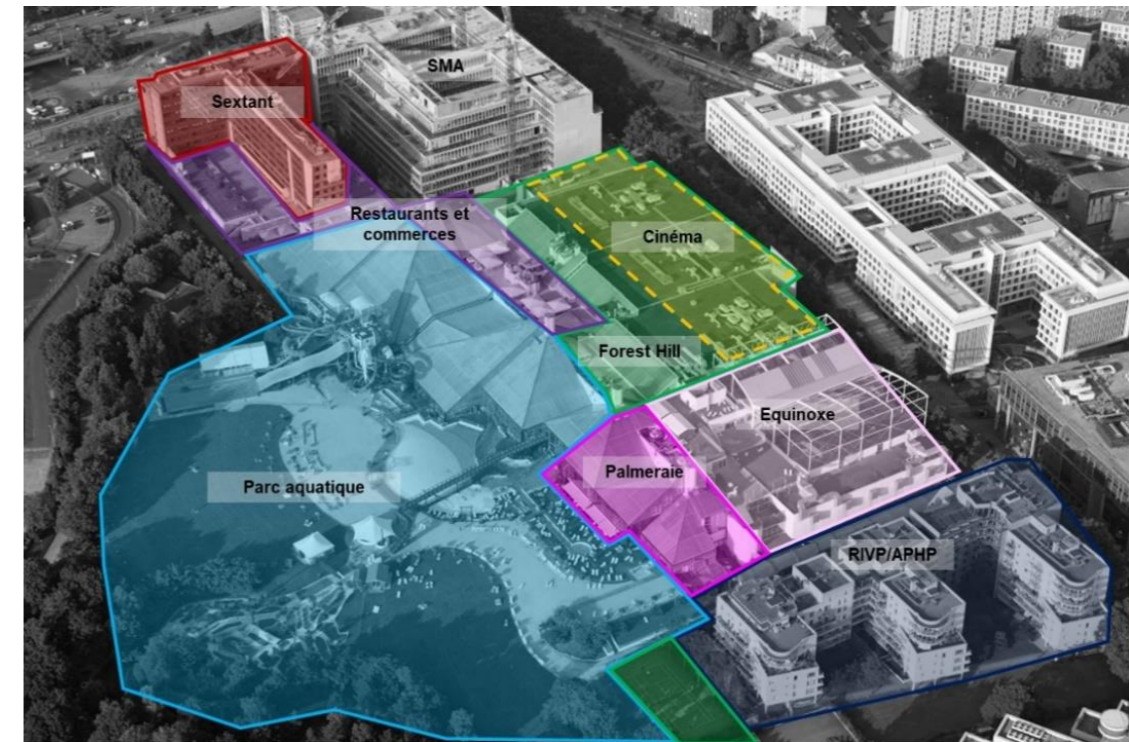 SMA
Sextant
Restaurants et
commerces
Cinéma
Forest Hill
Equinoxe
Palmeraie
Parc aquatique
RIVP/APHP